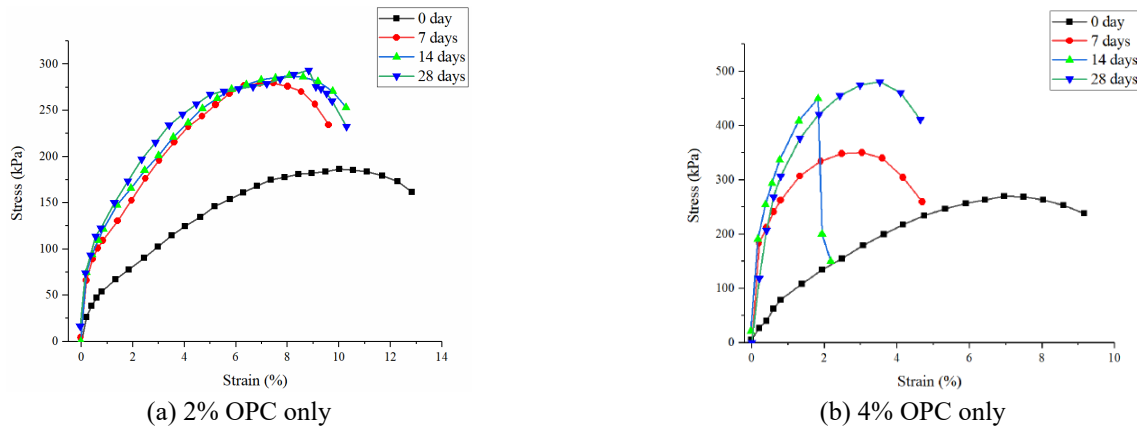 0 day
7 days
14 days
28 days
300
250
200
150
100
50
0
Stress (kPa)
0 2 4 6 8 10 12 14
Strain (%)
(a) 2% OPC only
0 day
7 days
14 days
28 days
500
400
300
200
100
0
Stress (kPa)
0 2 4 6 8 10
Strain (%)
(b) 4% OPC only